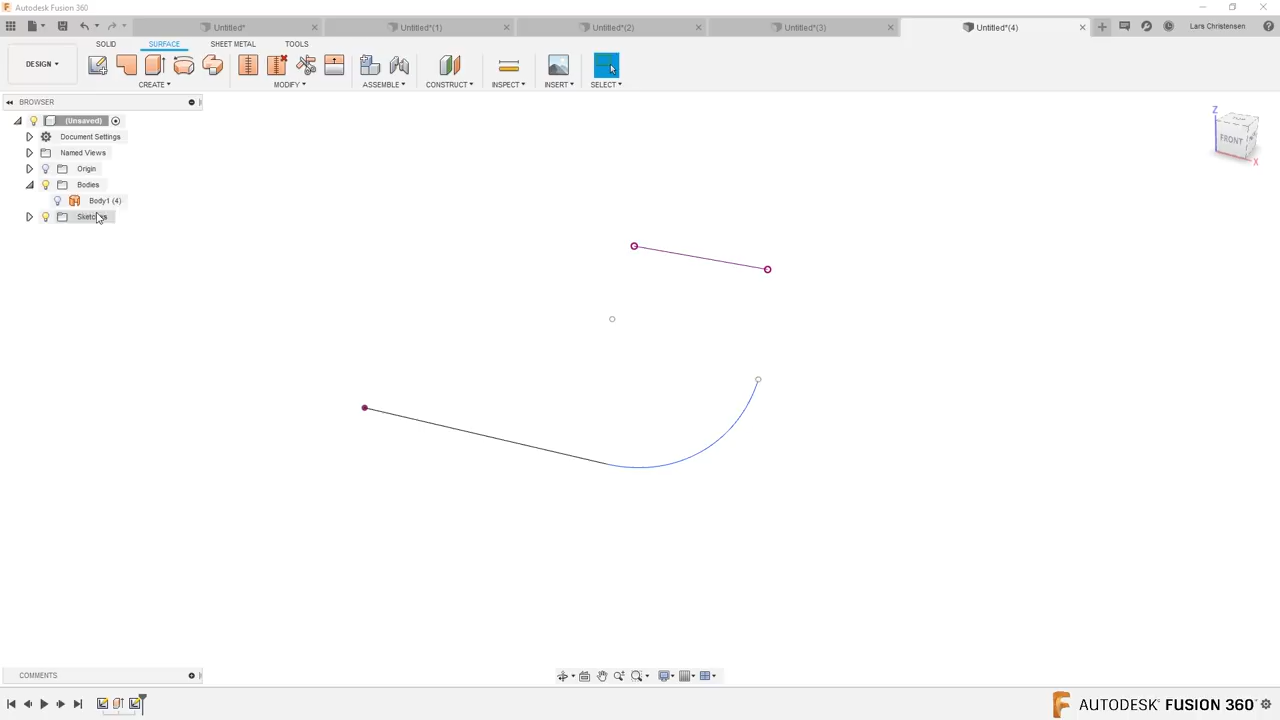 Autodesk Fusion 360
Untitled*
Untitled*(1)
Untitled*(2)
Untitled*(3)
Untitled*(4)
Lars Christensen
SOLID
SURFACE
SHEET METAL
TOOLS
DESIGN
CREATE
MODIFY
ASSEMBLE
CONSTRUCT
INSPECT
INSERT
SELECT
BROWSER
(Unsaved)
Document Settings
Named Views
Origin
Bodies
Body1 (4)
Sketches
Z
FRONT
X
COMMENTS
AUTODESK® FUSION 360°